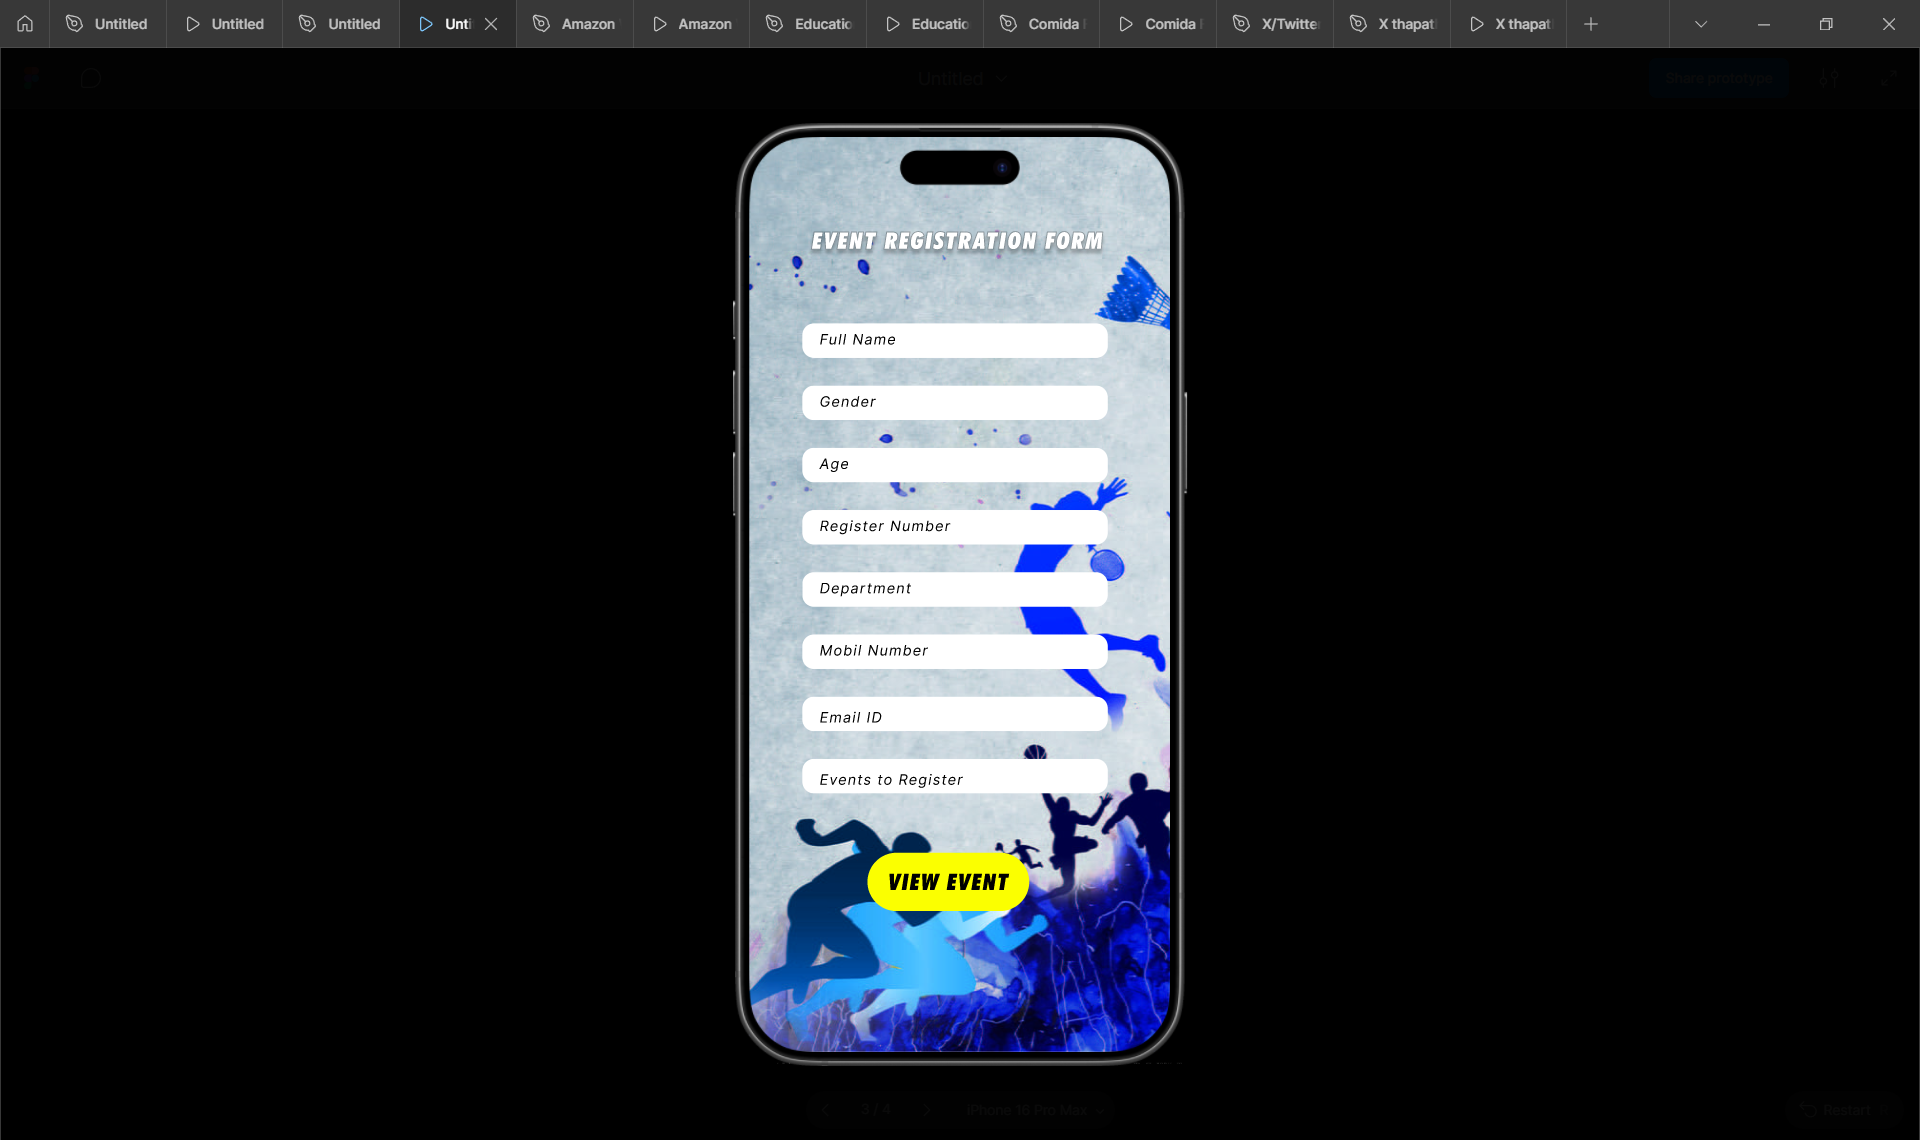 Untitled Untitled Untitled Unti Amazon Amazon Educatio Educatio Comida Comida X/Twitte X thapat X thapat
Untitled Share prototype
EVENT REGISTRATION FORM
Full Name
Gender
Age
Register Number
Department
Mobil Number
Email ID
Events to Register
VIEW EVENT
3 / 4 iPhone 16 Pro Max Restart